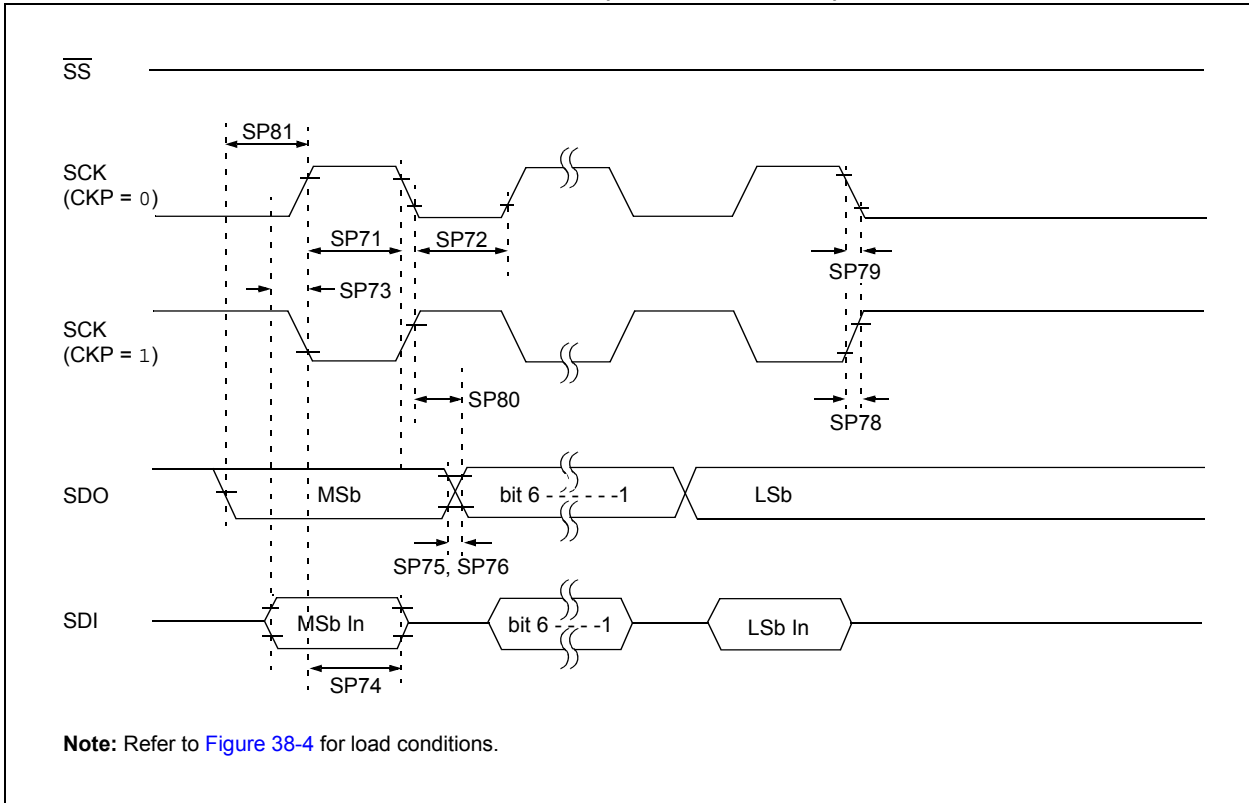 SS
SP81
SCK
(CKP = 0)
SP71
SP72
SP79
SP73
SCK
(CKP = 1)
SP80
SP78
SDO
MSb
bit 6 - - - - - -1
LSb
SP75, SP76
SDI
MSb In
bit 6 - - - -1
LSb In
SP74
Note: Refer to Figure 38-4 for load conditions.